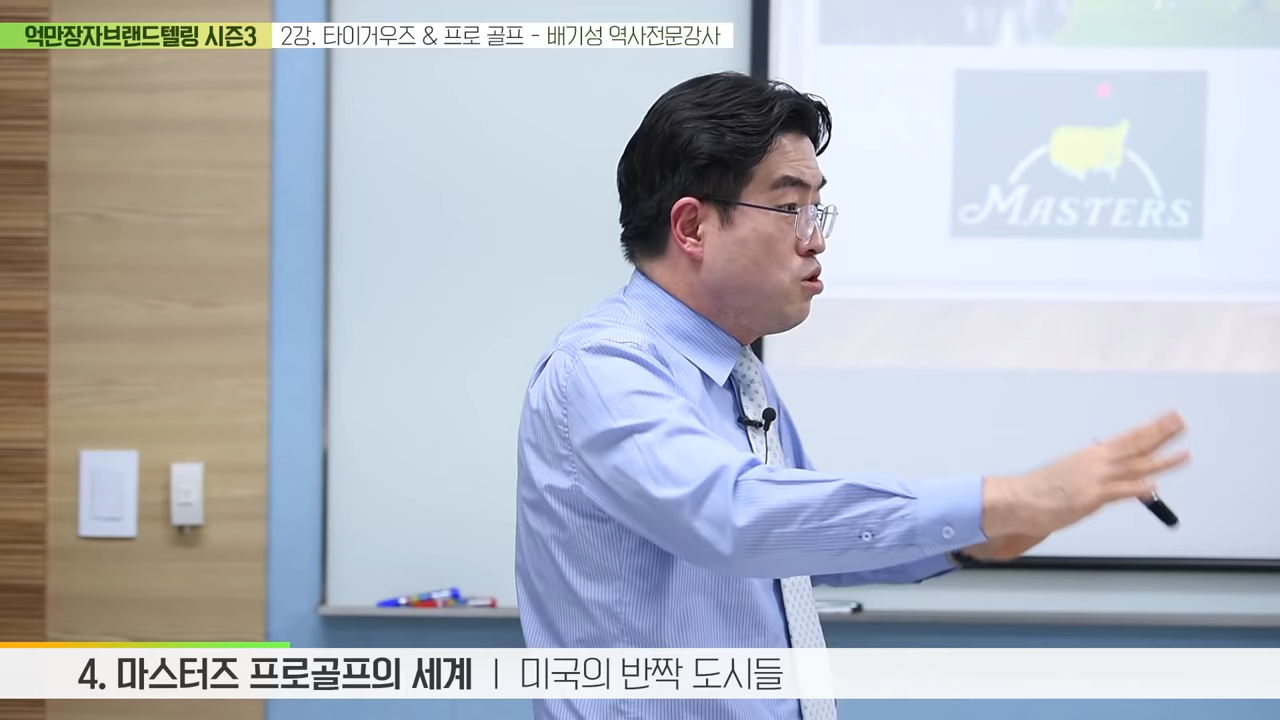 억만장자브랜드텔링 시즌3
2강. 타이거우즈 & 프로 골프 - 배기성 역사전문강사
MASTERS
4. 마스터즈 프로골프의 세계 | 미국의 반짝 도시들